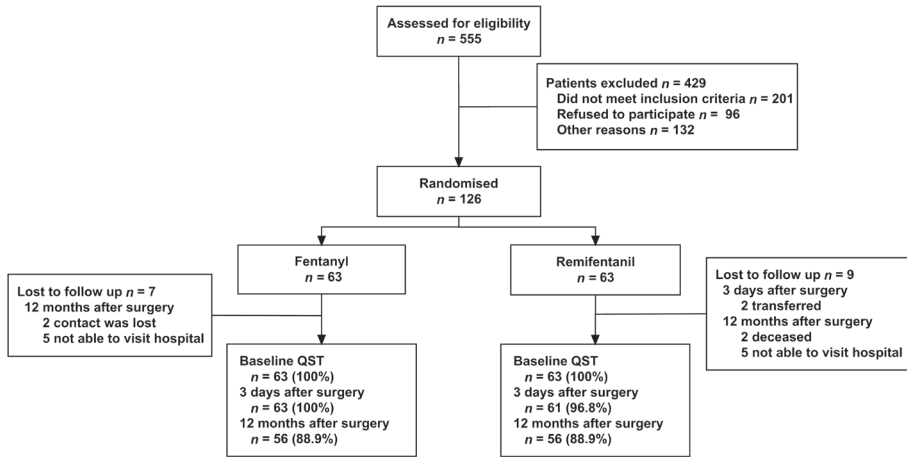 Assessed for eligibility
n = 555
Patients excluded n = 429
Did not meet inclusion criteria n = 201
Refused to participate n = 96
Other reasons n = 132
Randomised
n = 126
Fentanyl
n = 63
Remifentanil
n = 63
Lost to follow up n = 7
12 months after surgery
2 contact was lost
5 not able to visit hospital
Lost to follow up n = 9
3 days after surgery
2 transferred
12 months after surgery
2 deceased
5 not able to visit hospital
Baseline QST
n = 63 (100%)
3 days after surgery
n = 63 (100%)
12 months after surgery
n = 56 (88.9%)
Baseline QST
n = 63 (100%)
3 days after surgery
n = 61 (96.8%)
12 months after surgery
n = 56 (88.9%)